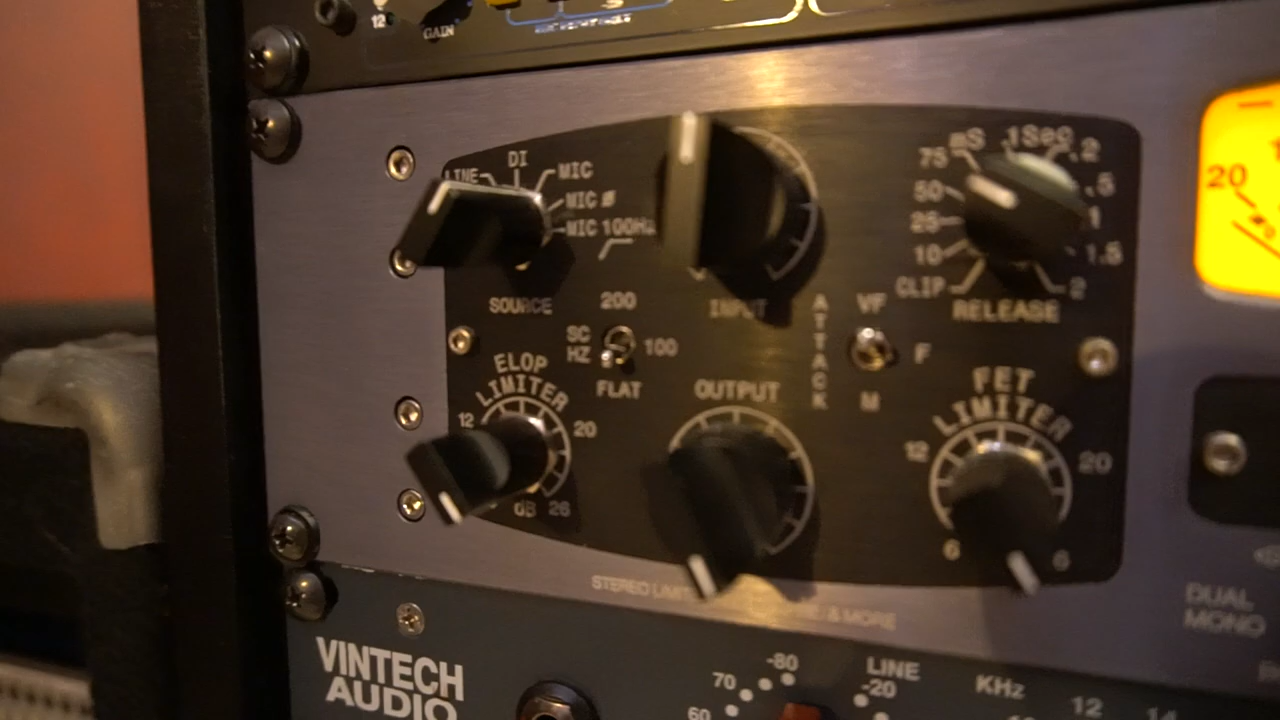 12
GAIN
DI
LINE
MIC
MIC Ø
MIC 100Hz
SOURCE
INPUT
mS .1Sec
75
.2
50
.5
25
1
10
1.5
CLIP
2
RELEASE
20
200
SC
HZ
100
FLAT
ATTACK
VF
F
M
ELOP
LIMITER
12
20
dB 26
OUTPUT
FET
LIMITER
12
20
6
6
STEREO
& MORE
DUAL
MONO
VINTECH
AUDIO
-80
70
60
LINE
-20
KHz
12
14